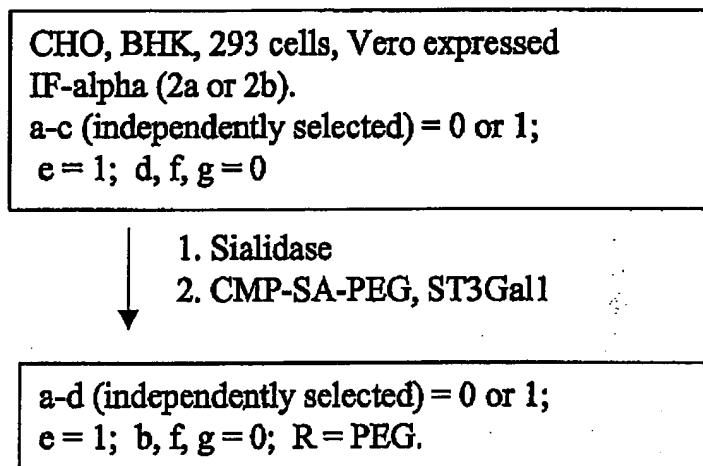 CHO, BHK, 293 cells, Vero expressed
IF-alpha (2a or 2b).
a-c (independently selected) = 0 or 1;
e = 1; d, f, g = 0
1. Sialidase
2. CMP-SA-PEG, ST3Gal1
a-d (independently selected) = 0 or 1;
e = 1; b, f, g = 0; R = PEG.